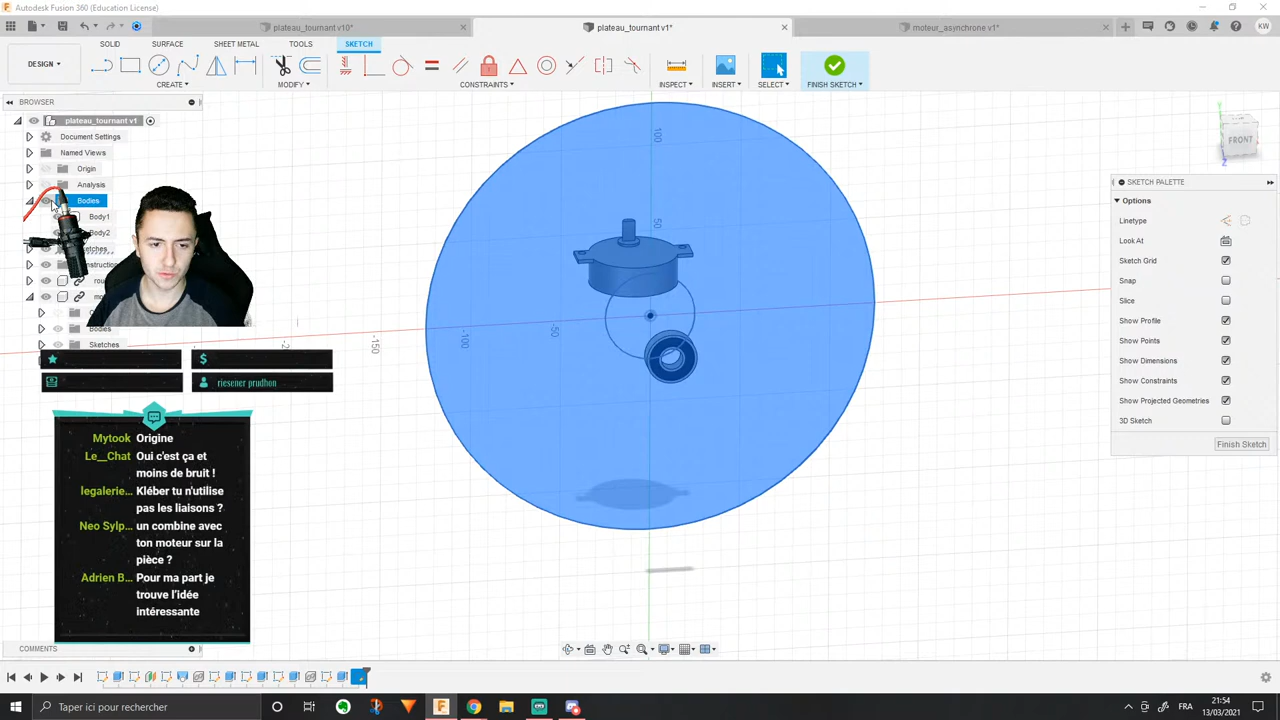 Autodesk Fusion 360 (Education License)
plateau_tournant v10*
plateau_tournant v1*
moteur_asynchrone v1*
KW
SOLID
SURFACE
SHEET METAL
TOOLS
SKETCH
DESIGN
CREATE
MODIFY
CONSTRAINTS
INSPECT
INSERT
SELECT
FINISH SKETCH
BROWSER
plateau_tournant v1
Document Settings
Named Views
Origin
Analysis
Bodies
Body1
Body2
Bodies
Sketches
100
50
-50
-100
-150
FRONT
Y
Z
SKETCH PALETTE
Options
Linetype
Look At
Sketch Grid
Snap
Slice
Show Profile
Show Points
Show Dimensions
Show Constraints
Show Projected Geometries
3D Sketch
Finish Sketch
riesener prudhon
Mytook Origine
Le__Chat Oui c'est ça et
moins de bruit !
legalerie... Kléber tu n'utilise
pas les liaisons ?
Neo Sylp... un combine avec
ton moteur sur la
pièce ?
Adrien B... Pour ma part je
trouve l'idée
intéressante
COMMENTS
Taper ici pour rechercher
FRA
21:54
13/03/2021